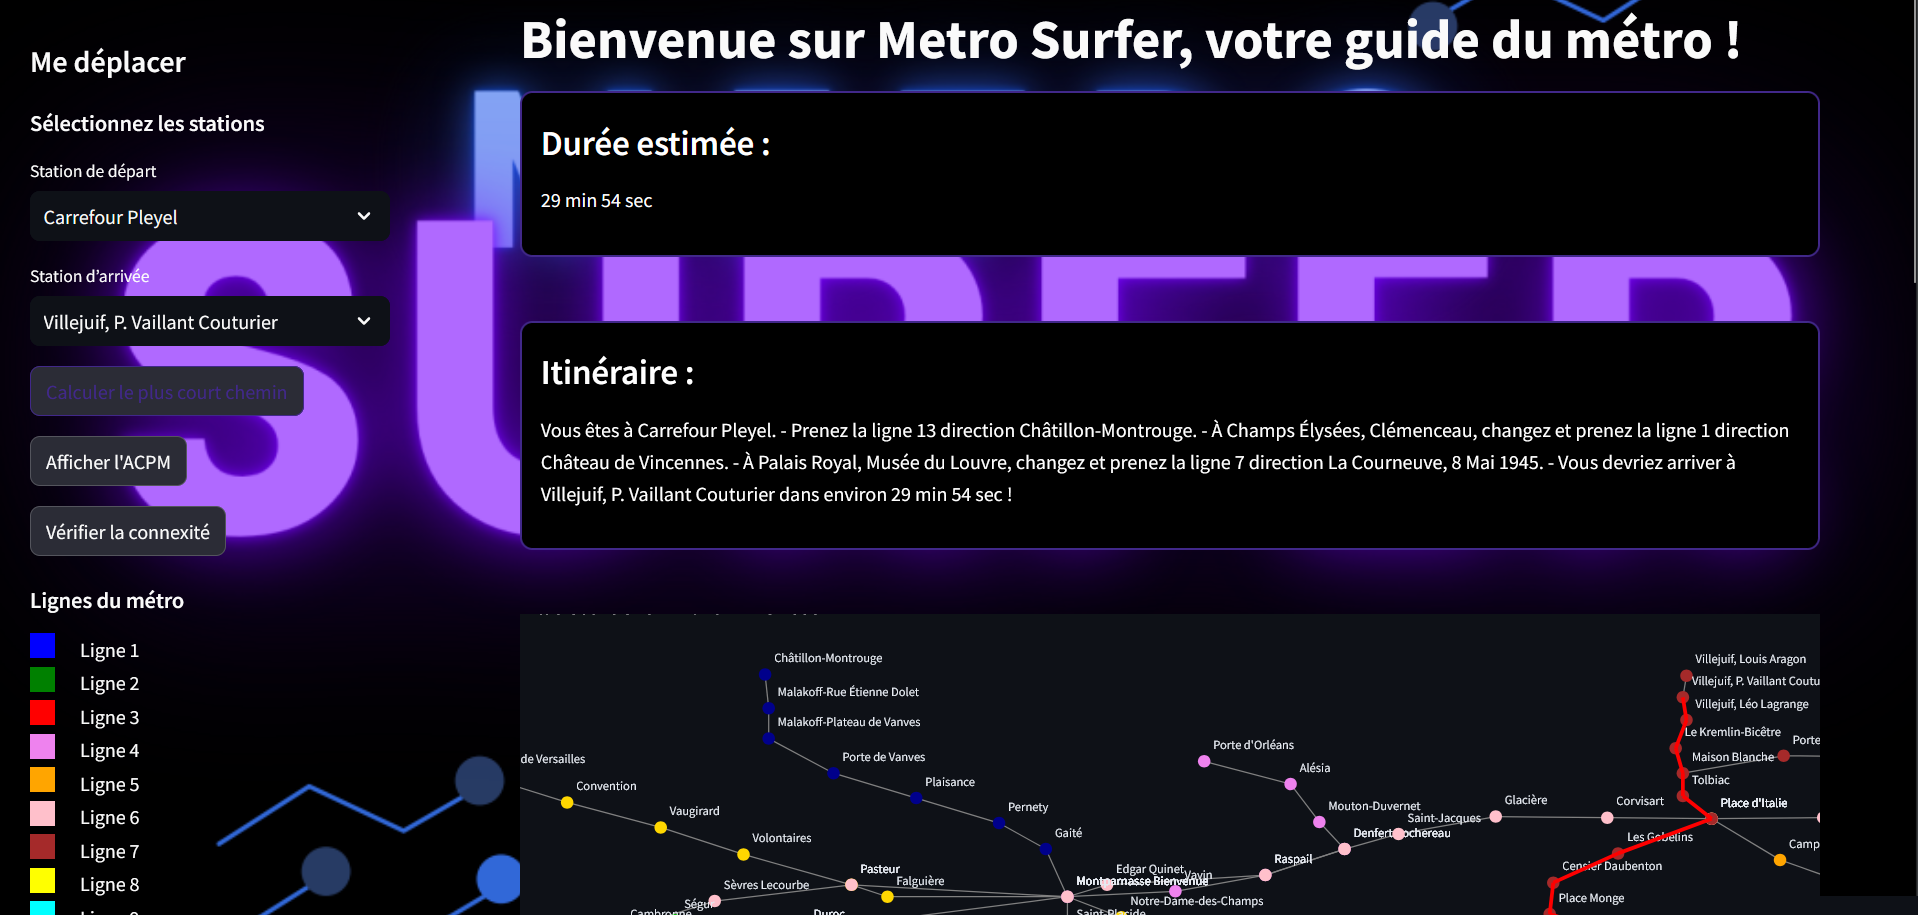 Bienvenue sur Metro Surfer, votre guide du métro !
Me déplacer
Sélectionnez les stations
Station de départ
Carrefour Pleyel
Station d'arrivée
Villejuif, P. Vaillant Couturier
Calculer le plus court chemin
Afficher l'ACPM
Vérifier la connexité
Lignes du métro
Ligne 1
Ligne 2
Ligne 3
Ligne 4
Ligne 5
Ligne 6
Ligne 7
Ligne 8
Durée estimée :
29 min 54 sec
Itinéraire :
Vous êtes à Carrefour Pleyel. - Prenez la ligne 13 direction Châtillon-Montrouge. - À Champs Élysées, Clémenceau, changez et prenez la ligne 1 direction
Château de Vincennes. - À Palais Royal, Musée du Louvre, changez et prenez la ligne 7 direction La Courneuve, 8 Mai 1945. - Vous devriez arriver à
Villejuif, P. Vaillant Couturier dans environ 29 min 54 sec !
Châtillon-Montrouge
Malakoff-Rue Étienne Dolet
Malakoff-Plateau de Vanves
de Versailles
Porte de Vanves
Convention
Plaisance
Vaugirard
Pernety
Volontaires
Gaité
Pasteur
Falguière
Sèvres Lecourbe
Ségur
Cambronne
Duroc
Edgar Quinet
Vavin
Montparnasse Bienvenue
Notre-Dame-des-Champs
Saint-Placide
Raspail
Denfert Rochereau
Mouton-Duvernet
Saint-Jacques
Porte d'Orléans
Alésia
Glacière
Corvisart
Villejuif, Louis Aragon
Villejuif, P. Vaillant Coutu
Villejuif, Léo Lagrange
Le Kremlin-Bicêtre
Porte
Maison Blanche
Tolbiac
Place d'Italie
Les Gobelins
Camp
Censier Daubenton
Place Monge